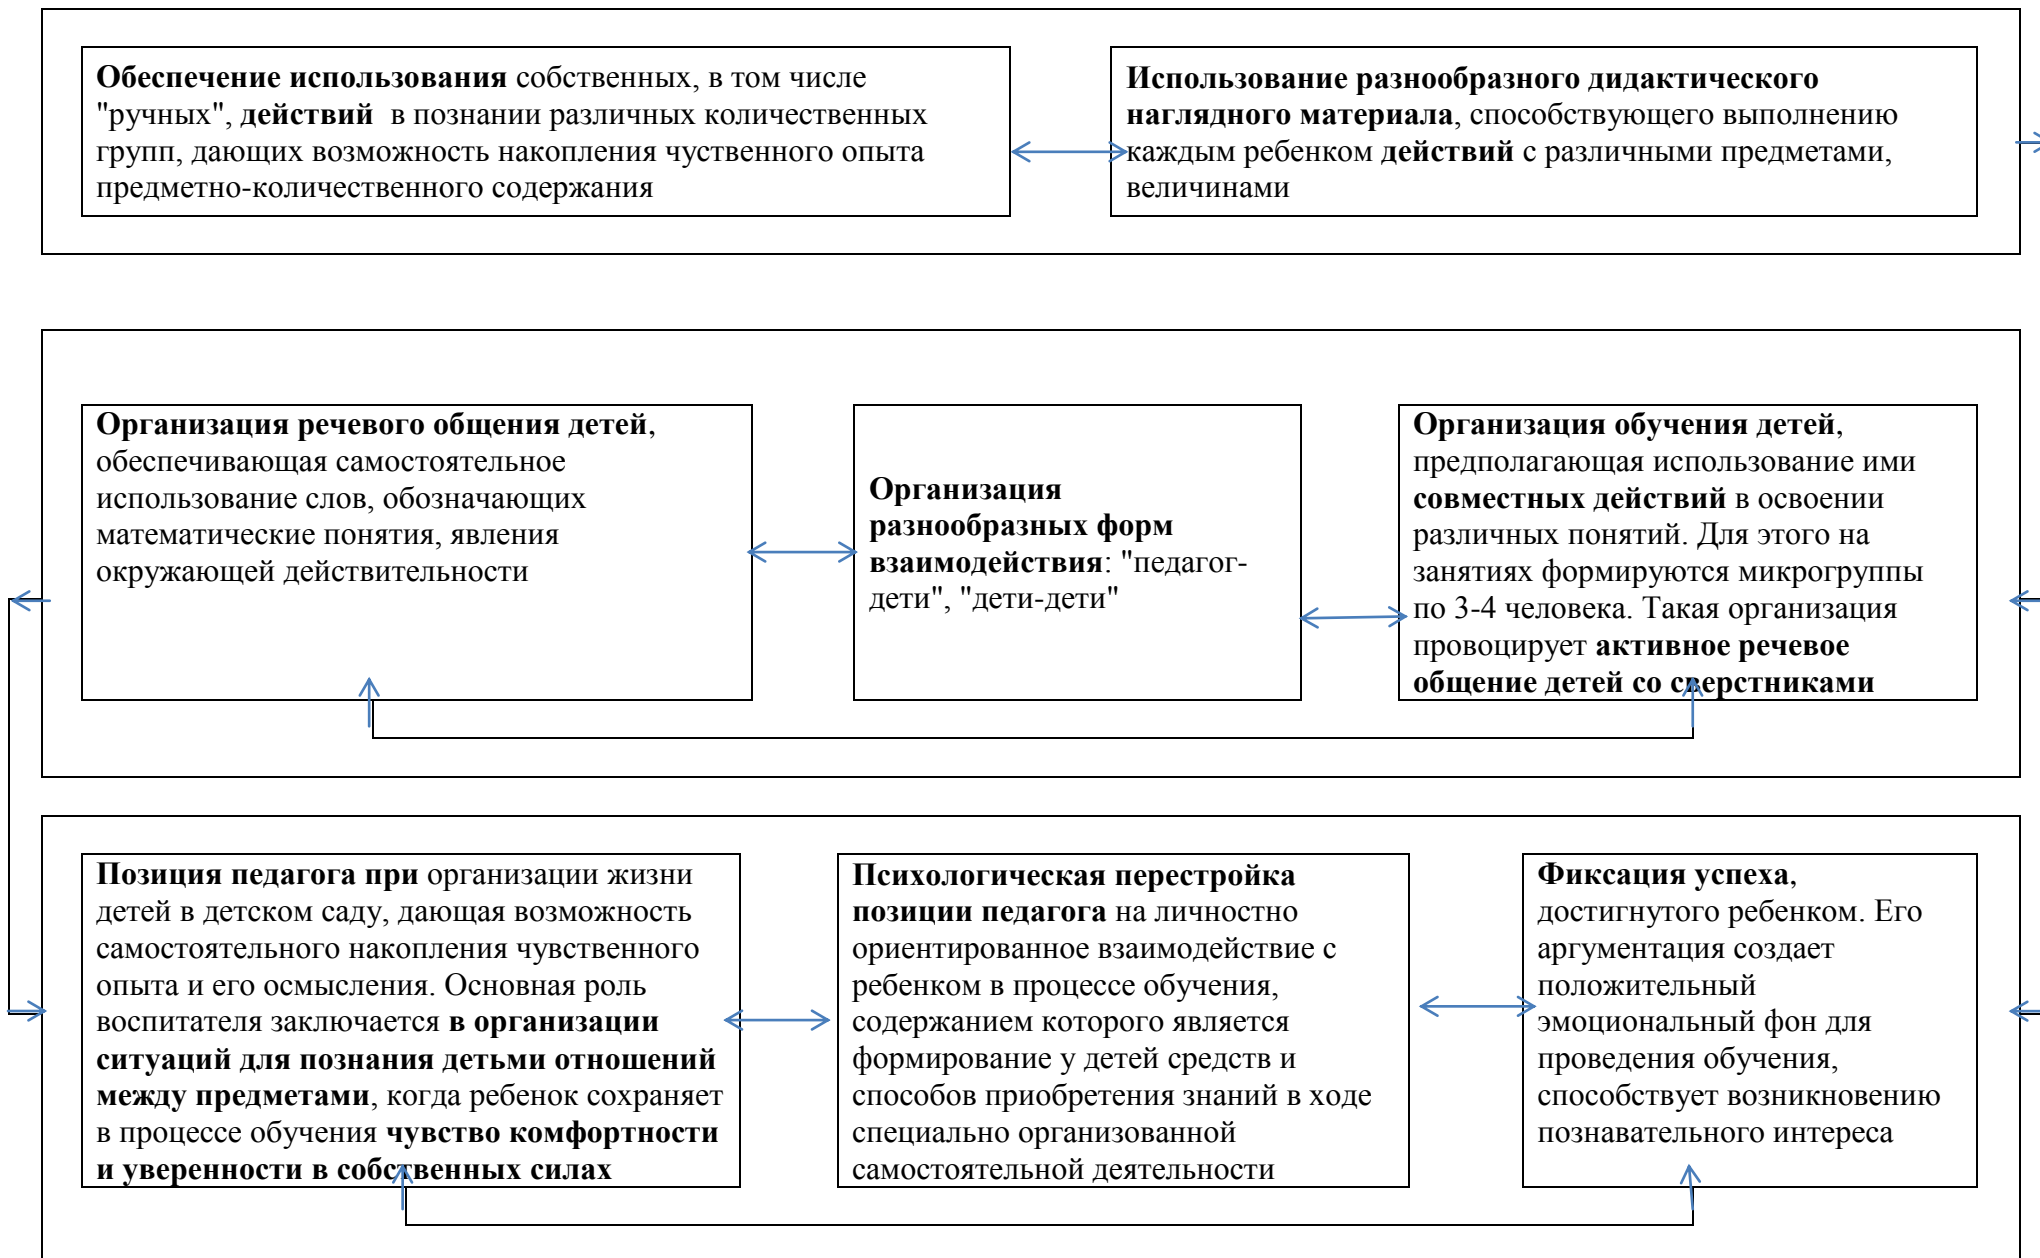 Обеспечение использования собственных, в том числе
"ручных", действий в познании различных количественных
групп, дающих возможность накопления чуственного опыта
предметно-количественного содержания
Использование разнообразного дидактического
наглядного материала, способствующего выполнению
каждым ребенком действий с различными предметами,
величинами
Организация речевого общения детей,
обеспечивающая самостоятельное
использование слов, обозначающих
математические понятия, явления
окружающей действительности
Организация
разнообразных форм
взаимодействия: "педагог-
дети", "дети-дети"
Организация обучения детей,
предполагающая использование ими
совместных действий в освоении
различных понятий. Для этого на
занятиях формируются микрогруппы
по 3-4 человека. Такая организация
провоцирует активное речевое
общение детей со сверстниками
Позиция педагога при организации жизни
детей в детском саду, дающая возможность
самостоятельного накопления чувственного
опыта и его осмысления. Основная роль
воспитателя заключается в организации
ситуаций для познания детьми отношений
между предметами, когда ребенок сохраняет
в процессе обучения чувство комфортности
и уверенности в собственных силах
Психологическая перестройка
позиции педагога на личностно
ориентированное взаимодействие с
ребенком в процессе обучения,
содержанием которого является
формирование у детей средств и
способов приобретения знаний в ходе
специально организованной
самостоятельной деятельности
Фиксация успеха,
достигнутого ребенком. Его
аргументация создает
положительный
эмоциональный фон для
проведения обучения,
способствует возникновению
познавательного интереса